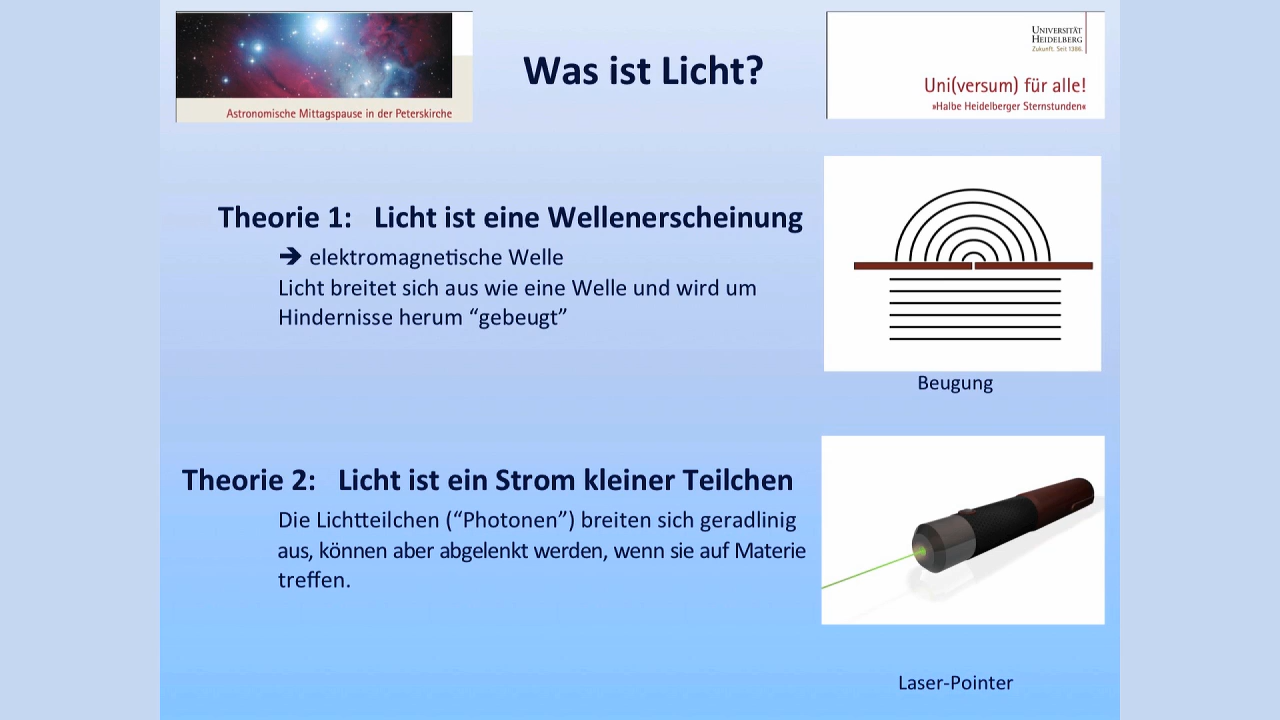 Astronomische Mittagspause in der Peterskirche
Was ist Licht?
UNIVERSITÄT
HEIDELBERG
Zukunft. Seit 1386.
Uni(versum) für alle!
»Halbe Heidelberger Sternstunden«
Theorie 1: Licht ist eine Wellenerscheinung
➔ elektromagnetische Welle
Licht breitet sich aus wie eine Welle und wird um
Hindernisse herum “gebeugt”
Beugung
Theorie 2: Licht ist ein Strom kleiner Teilchen
Die Lichtteilchen (“Photonen”) breiten sich geradlinig
aus, können aber abgelenkt werden, wenn sie auf Materie
treffen.
Laser-Pointer